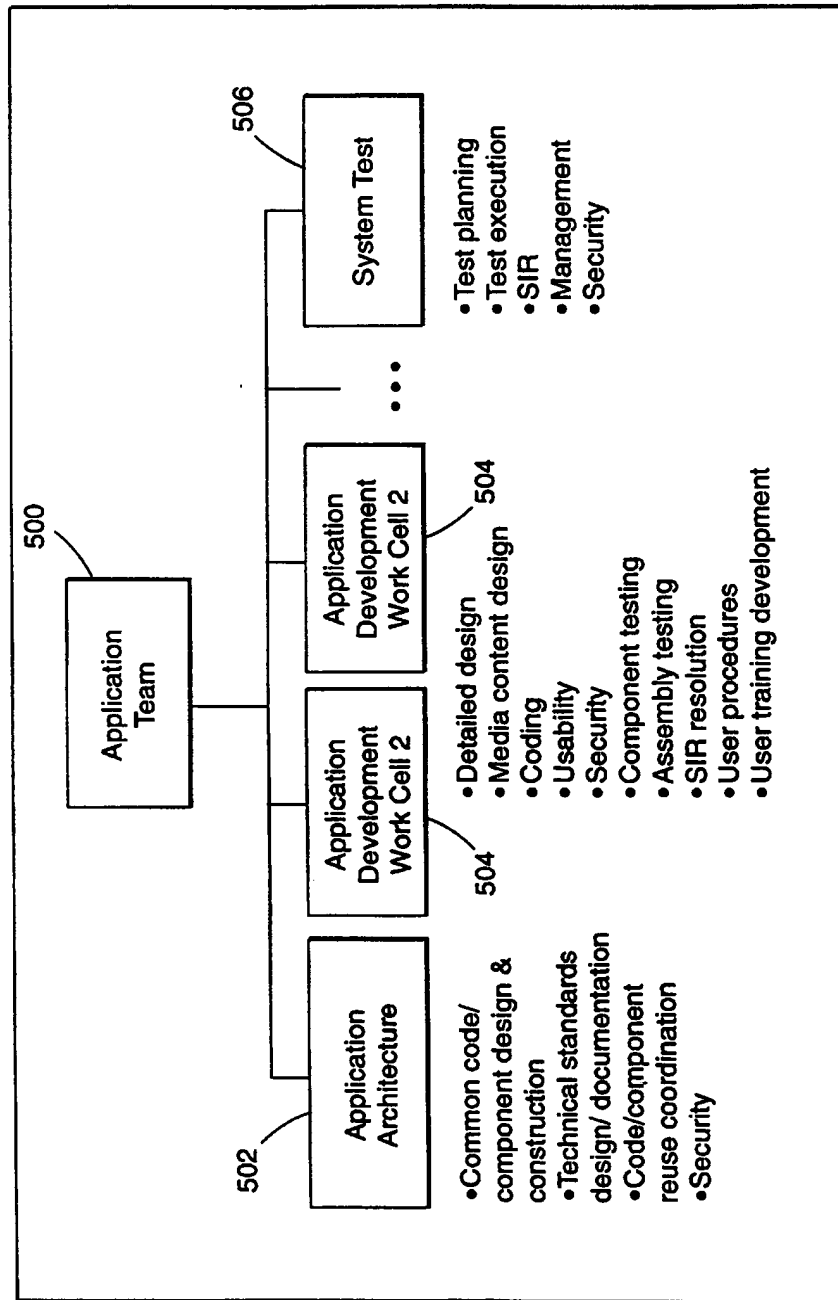 500
Application
Team
502
Application
Architecture
Application
Development
Work Cell 2
504
Application
Development
Work Cell 2
504
•••
506
System Test
•Common code/
component design &
construction
•Technical standards
design/ documentation
•Code/component
reuse coordination
•Security
•Detailed design
•Media content design
•Coding
•Usability
•Security
•Component testing
•Assembly testing
•SIR resolution
•User procedures
•User training development
•Test planning
•Test execution
•SIR
•Management
•Security